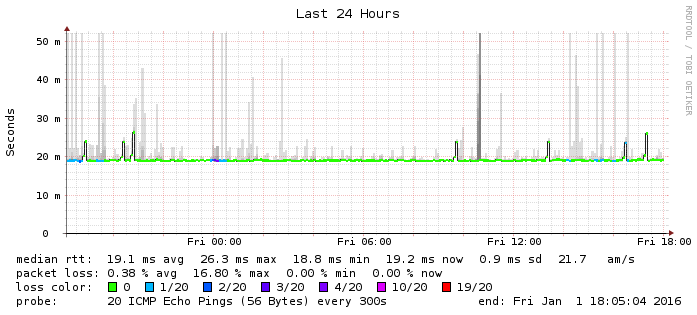 Last 24 Hours
RRDTOOL / TOBI OETIKER
Seconds
50 m
40 m
30 m
20 m
10 m
0
Fri 00:00 Fri 06:00 Fri 12:00 Fri 18:00
median rtt: 19.1 ms avg 26.3 ms max 18.8 ms min 19.2 ms now 0.9 ms sd 21.7 am/s
packet loss: 0.38 % avg 16.80 % max 0.00 % min 0.00 % now
loss color: 0 1/20 2/20 3/20 4/20 10/20 19/20
probe: 20 ICMP Echo Pings (56 Bytes) every 300s end: Fri Jan 1 18:05:04 2016